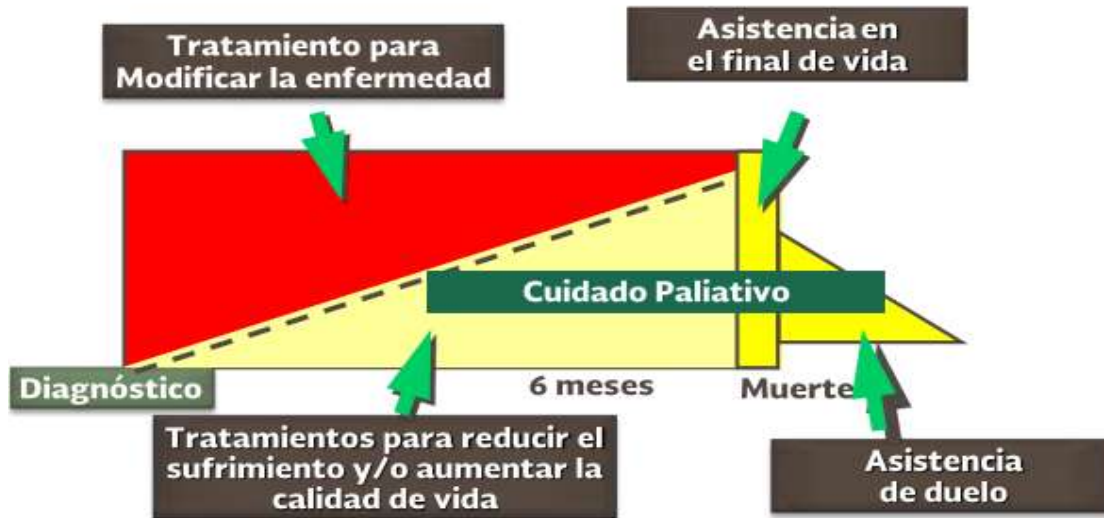 Tratamiento para
Modificar la enfermedad
Asistencia en
el final de vida
Cuidado Paliativo
Diagnóstico
6 meses
Muerte
Tratamientos para reducir el
sufrimiento y/o aumentar la
calidad de vida
Asistencia
de duelo